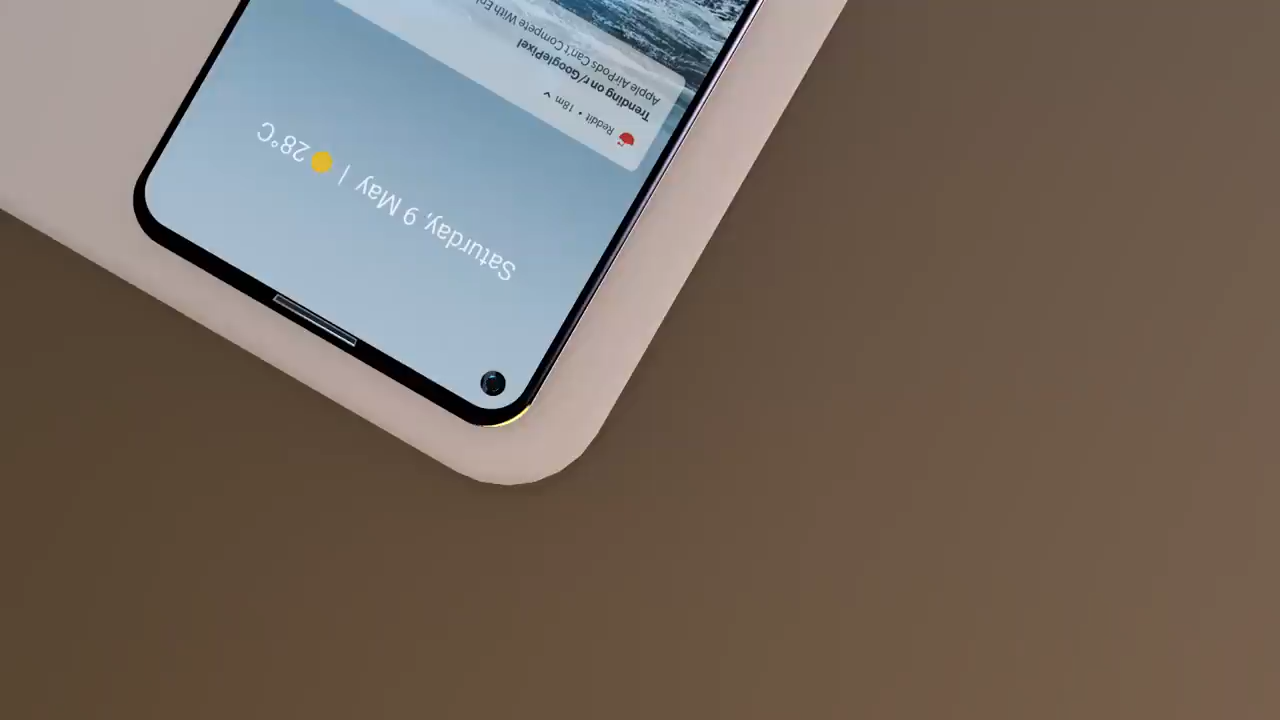 Saturday, 9 May | 28°C
Reddit • 18m
Trending on r/GooglePixel
Apple AirPods Can't Compete With